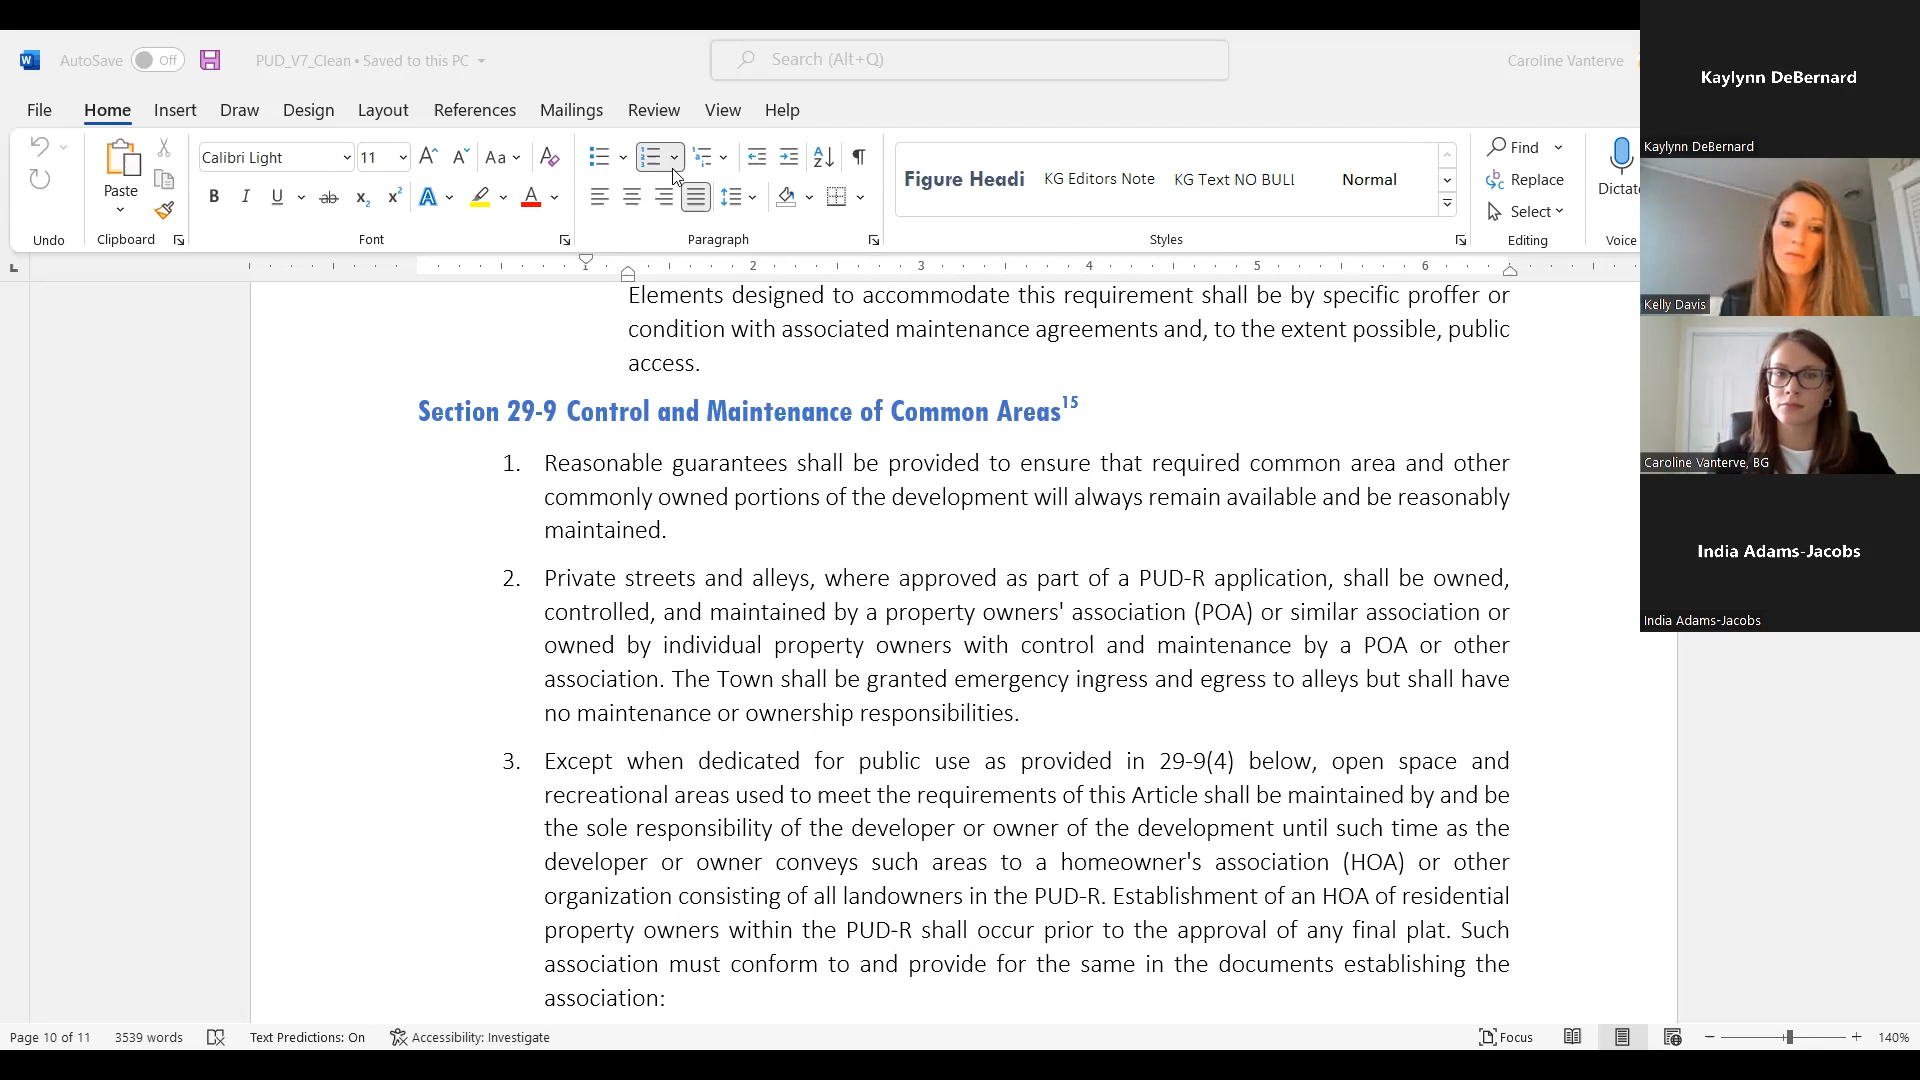 AutoSave Off PUD_V7_Clean • Saved to this PC Search (Alt+Q) Caroline Vanterve
File Home Insert Draw Design Layout References Mailings Review View Help
Calibri Light 11 Aa
Paste
B I U ab x2 x2 A A
Figure Headi KG Editors Note KG Text NO BULL Normal
Find
Replace
Select
Dictat
Undo Clipboard Font Paragraph Styles Editing Voice
1 2 3 4 5 6
Elements designed to accommodate this requirement shall be by specific proffer or
condition with associated maintenance agreements and, to the extent possible, public
access.
Section 29-9 Control and Maintenance of Common Areas15
1. Reasonable guarantees shall be provided to ensure that required common area and other
commonly owned portions of the development will always remain available and be reasonably
maintained.
2. Private streets and alleys, where approved as part of a PUD-R application, shall be owned,
controlled, and maintained by a property owners' association (POA) or similar association or
owned by individual property owners with control and maintenance by a POA or other
association. The Town shall be granted emergency ingress and egress to alleys but shall have
no maintenance or ownership responsibilities.
3. Except when dedicated for public use as provided in 29-9(4) below, open space and
recreational areas used to meet the requirements of this Article shall be maintained by and be
the sole responsibility of the developer or owner of the development until such time as the
developer or owner conveys such areas to a homeowner's association (HOA) or other
organization consisting of all landowners in the PUD-R. Establishment of an HOA of residential
property owners within the PUD-R shall occur prior to the approval of any final plat. Such
association must conform to and provide for the same in the documents establishing the
association:
Page 10 of 11 3539 words Text Predictions: On Accessibility: Investigate Focus 140%
Kaylynn DeBernard
Kaylynn DeBernard
Kelly Davis
Caroline Vanterve, BG
India Adams-Jacobs
India Adams-Jacobs